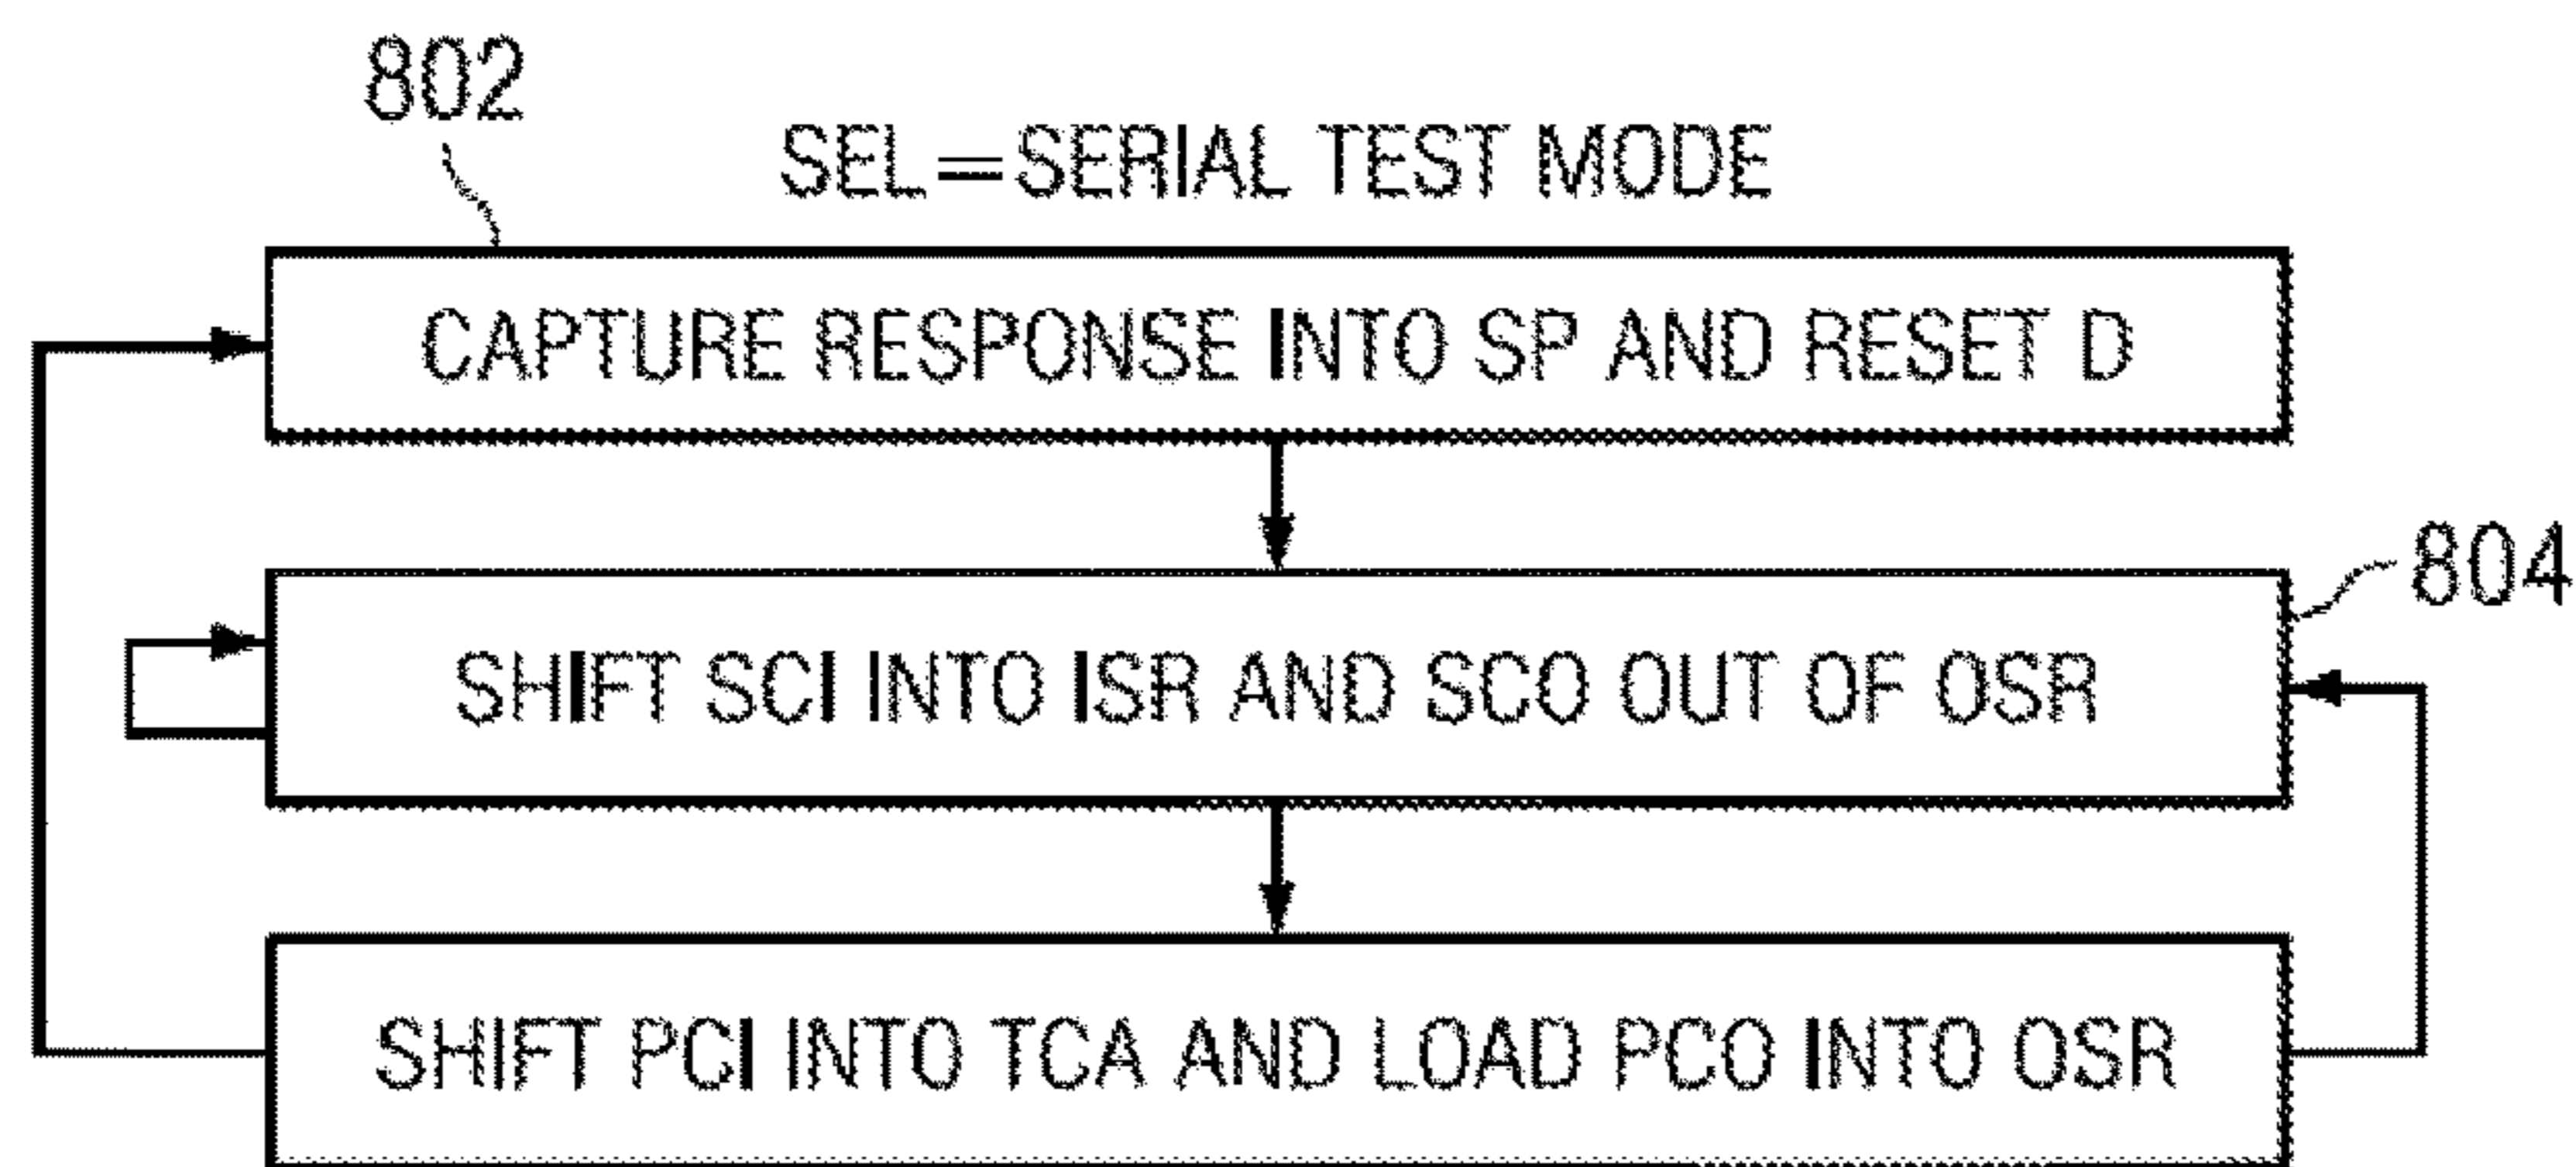 802
SEL=SERIAL TEST MODE
CAPTURE RESPONSE INTO SP AND RESET D
804
SHIFT SCI INTO ISR AND SCO OUT OF OSR
SHIFT PCI INTO TCA AND LOAD PCO INTO OSR